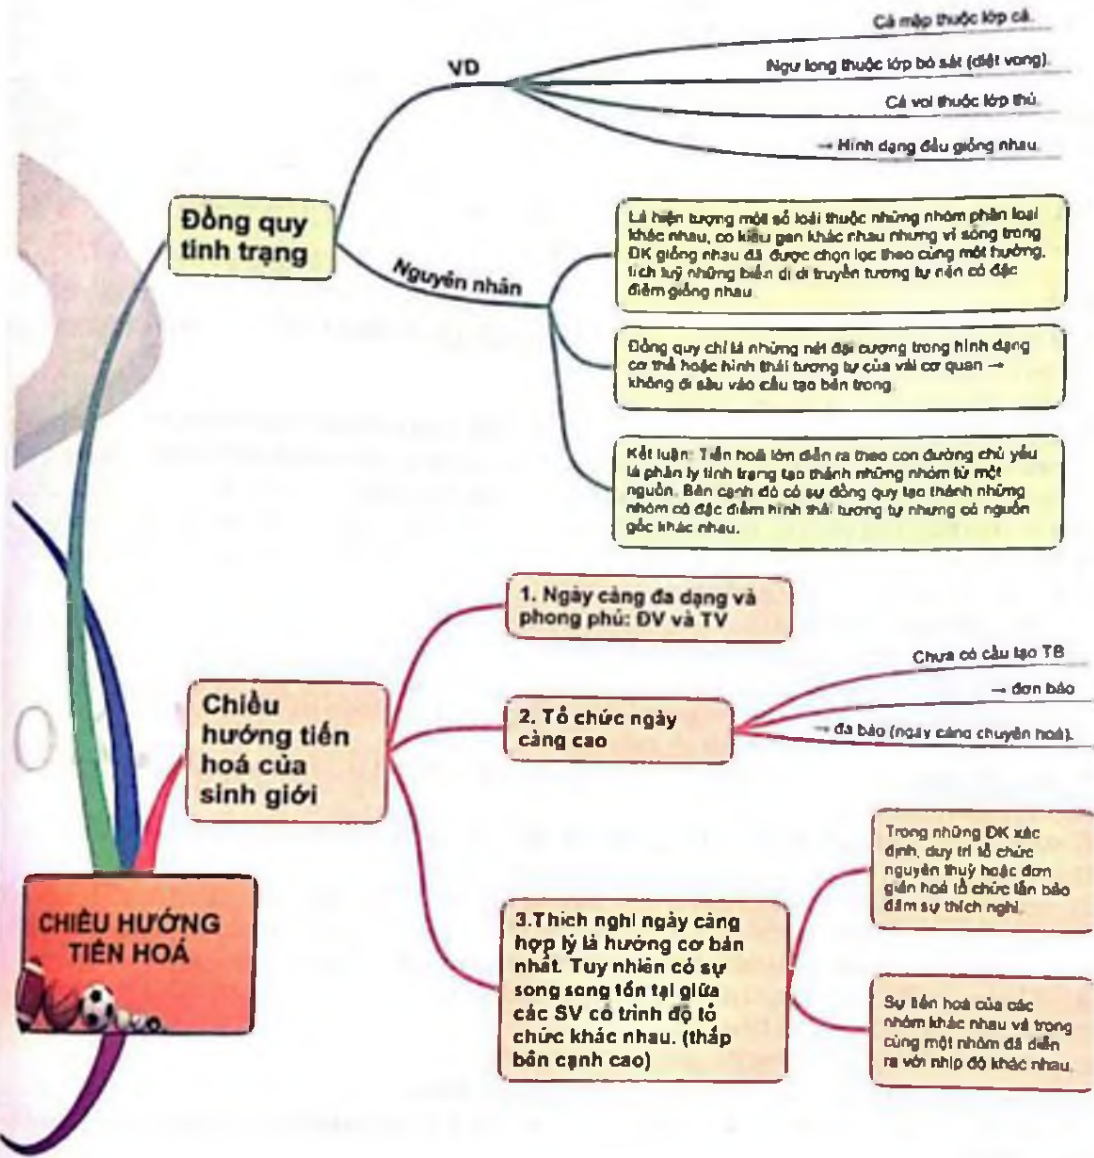 VD
Cá mập thuộc lớp cá.
Ngư long thuộc lớp bò sát (diệt vong).
Cá voi thuộc lớp thú.
→ Hình dạng đều giống nhau.
Đồng quy
tính trạng
Nguyên nhân
Là hiện tượng một số loài thuộc những nhóm phân loại
khác nhau, có kiểu gen khác nhau nhưng vì sống trong
ĐK giống nhau đã được chọn lọc theo cùng một hướng,
tích luỹ những biến dị di truyền tương tự nên có đặc
điểm giống nhau.
Đồng quy chỉ là những nét đại cương trong hình dạng
cơ thể hoặc hình thái tương tự của vài cơ quan →
không đi sâu vào cấu tạo bên trong.
Kết luận: Tiến hoá lớn diễn ra theo con đường chủ yếu
là phân ly tính trạng tạo thành những nhóm từ một
nguồn. Bên cạnh đó có sự đồng quy tạo thành những
nhóm có đặc điểm hình thái tương tự nhưng có nguồn
gốc khác nhau.
Chiều
hướng tiến
hoá của
sinh giới
1. Ngày càng đa dạng và
phong phú: ĐV và TV
2. Tổ chức ngày
càng cao
Chưa có cấu tạo TB
→ đơn bào
→ đa bào (ngày càng chuyên hoá).
3.Thích nghi ngày càng
hợp lý là hướng cơ bản
nhất. Tuy nhiên có sự
song song tồn tại giữa
các SV có trình độ tổ
chức khác nhau. (thấp
bên cạnh cao)
Trong những ĐK xác
định, duy trì tổ chức
nguyên thuỷ hoặc đơn
giản hoá tổ chức vẫn bảo
đảm sự thích nghi.
Sự tiến hoá của các
nhóm khác nhau và trong
cùng một nhóm đã diễn
ra với nhịp độ khác nhau.
CHIỀU HƯỚNG
TIẾN HOÁ